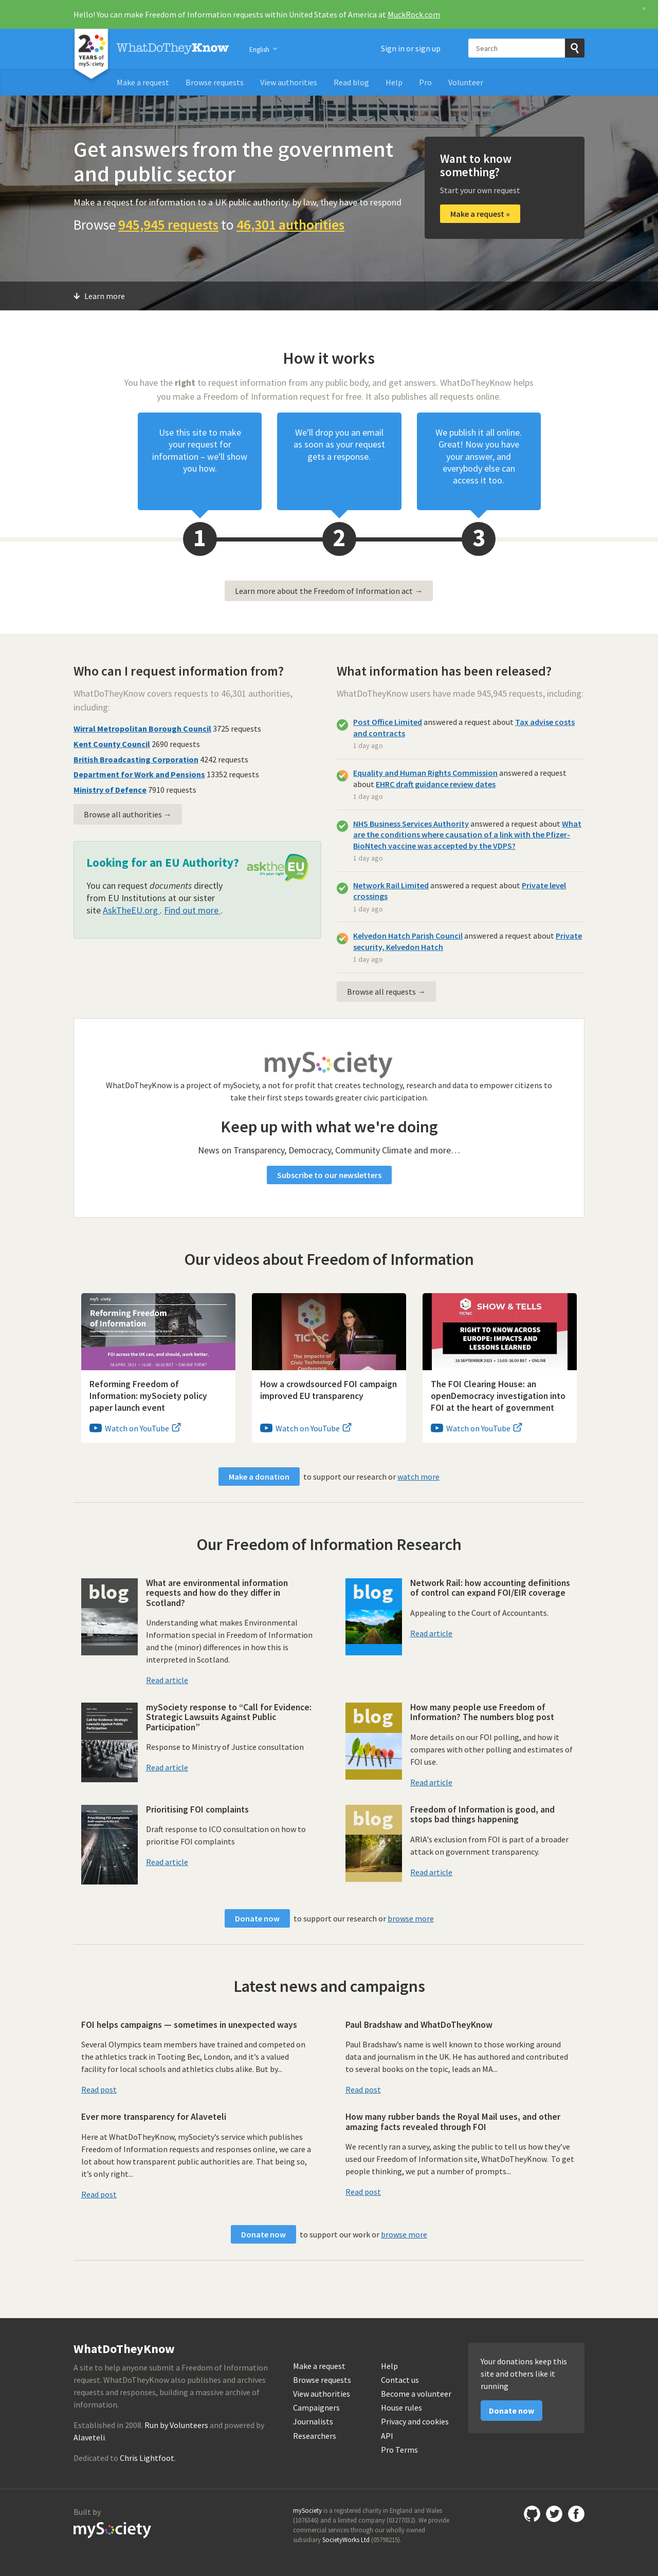 Hello! You can make Freedom of Information requests within United States of America at MuckRock.com
×
20 YEARS of mySociety
WhatDoTheyKnow
English
Sign in or sign up
Search
Make a request
Browse requests
View authorities
Read blog
Help
Pro
Volunteer
Get answers from the government
and public sector
Make a request for information to a UK public authority: by law, they have to respond
Browse 945,945 requests to 46,301 authorities
Want to know
something?
Start your own request
Make a request »
Learn more
How it works
You have the right to request information from any public body, and get answers. WhatDoTheyKnow helps
you make a Freedom of Information request for free. It also publishes all requests online.
Use this site to make
your request for
information – we'll show
you how.
We'll drop you an email
as soon as your request
gets a response.
We publish it all online.
Great! Now you have
your answer, and
everybody else can
access it too.
1
2
3
Learn more about the Freedom of Information act →
Who can I request information from?
WhatDoTheyKnow covers requests to 46,301 authorities,
including:
Wirral Metropolitan Borough Council 3725 requests
Kent County Council 2690 requests
British Broadcasting Corporation 4242 requests
Department for Work and Pensions 13352 requests
Ministry of Defence 7910 requests
Browse all authorities →
Looking for an EU Authority?
asktheEU
You can request documents directly
from EU Institutions at our sister
site AskTheEU.org . Find out more .
What information has been released?
WhatDoTheyKnow users have made 945,945 requests, including:
Post Office Limited answered a request about Tax advise costs
and contracts
1 day ago
Equality and Human Rights Commission answered a request
about EHRC draft guidance review dates
1 day ago
NHS Business Services Authority answered a request about What
are the conditions where causation of a link with the Pfizer-
BioNtech vaccine was accepted by the VDPS?
1 day ago
Network Rail Limited answered a request about Private level
crossings
1 day ago
Kelvedon Hatch Parish Council answered a request about Private
security, Kelvedon Hatch
1 day ago
Browse all requests →
mySociety
WhatDoTheyKnow is a project of mySociety, a not for profit that creates technology, research and data to empower citizens to
take their first steps towards greater civic participation.
Keep up with what we're doing
News on Transparency, Democracy, Community Climate and more…
Subscribe to our newsletters
Our videos about Freedom of Information
Reforming Freedom
of Information
FOI across the UK can, and should, work better.
TICTeC
The Impacts of
Civic Technology
Conference
TICTeC SHOW & TELLS
RIGHT TO KNOW ACROSS
EUROPE: IMPACTS AND
LESSONS LEARNED
Reforming Freedom of
Information: mySociety policy
paper launch event
Watch on YouTube
How a crowdsourced FOI campaign
improved EU transparency
Watch on YouTube
The FOI Clearing House: an
openDemocracy investigation into
FOI at the heart of government
Watch on YouTube
Make a donation to support our research or watch more
Our Freedom of Information Research
blog
What are environmental information
requests and how do they differ in
Scotland?
Understanding what makes Environmental
Information special in Freedom of Information
and the (minor) differences in how this is
interpreted in Scotland.
Read article
blog
Network Rail: how accounting definitions
of control can expand FOI/EIR coverage
Appealing to the Court of Accountants.
Read article
mySociety response to “Call for Evidence:
Strategic Lawsuits Against Public
Participation”
Response to Ministry of Justice consultation
Read article
blog
How many people use Freedom of
Information? The numbers blog post
More details on our FOI polling, and how it
compares with other polling and estimates of
FOI use.
Read article
Prioritising FOI complaints
Draft response to ICO consultation on how to
prioritise FOI complaints
Read article
blog
Freedom of Information is good, and
stops bad things happening
ARIA's exclusion from FOI is part of a broader
attack on government transparency.
Read article
Donate now to support our research or browse more
Latest news and campaigns
FOI helps campaigns — sometimes in unexpected ways
Several Olympics team members have trained and competed on
the athletics track in Tooting Bec, London, and it’s a valued
facility for local schools and athletics clubs alike. But by...
Read post
Paul Bradshaw and WhatDoTheyKnow
Paul Bradshaw’s name is well known to those working around
data and journalism in the UK. He has authored and contributed
to several books on the topic, leads an MA...
Read post
Ever more transparency for Alaveteli
Here at WhatDoTheyKnow, mySociety’s service which publishes
Freedom of Information requests and responses online, we care a
lot about how transparent public authorities are. That being so,
it’s only right...
Read post
How many rubber bands the Royal Mail uses, and other
amazing facts revealed through FOI
We recently ran a survey, asking the public to tell us how they’ve
used our Freedom of Information site, WhatDoTheyKnow. To get
people thinking, we put a number of prompts...
Read post
Donate now to support our work or browse more
WhatDoTheyKnow
A site to help anyone submit a Freedom of Information
request. WhatDoTheyKnow also publishes and archives
requests and responses, building a massive archive of
information.
Established in 2008. Run by Volunteers and powered by
Alaveteli.
Dedicated to Chris Lightfoot.
Make a request
Browse requests
View authorities
Campaigners
Journalists
Researchers
Help
Contact us
Become a volunteer
House rules
Privacy and cookies
API
Pro Terms
Your donations keep this
site and others like it
running
Donate now
Built by
mySociety
mySociety is a registered charity in England and Wales
(1076346) and a limited company (03277032). We provide
commercial services through our wholly owned
subsidiary SocietyWorks Ltd (05798215).